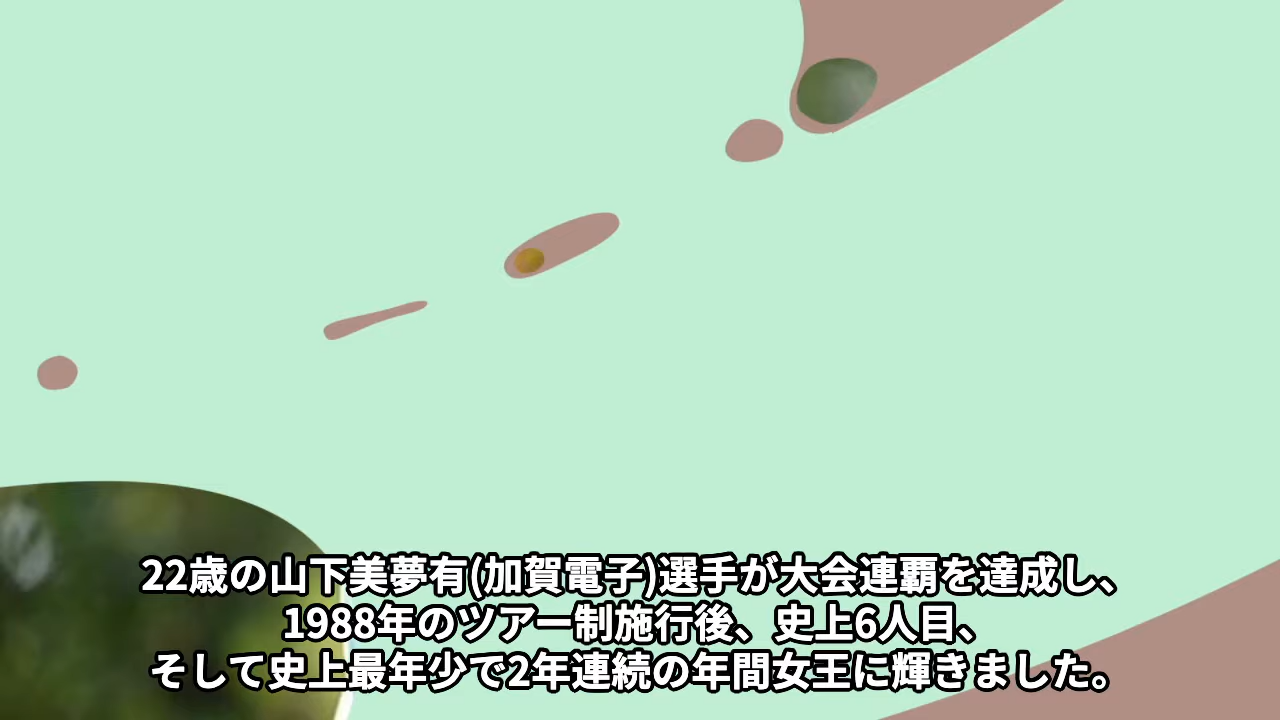 22歳の山下美夢有(加賀電子)選手が大会連覇を達成し、
1988年のツアー制施行後、史上6人目、
そして史上最年少で2年連続の年間女王に輝きました。